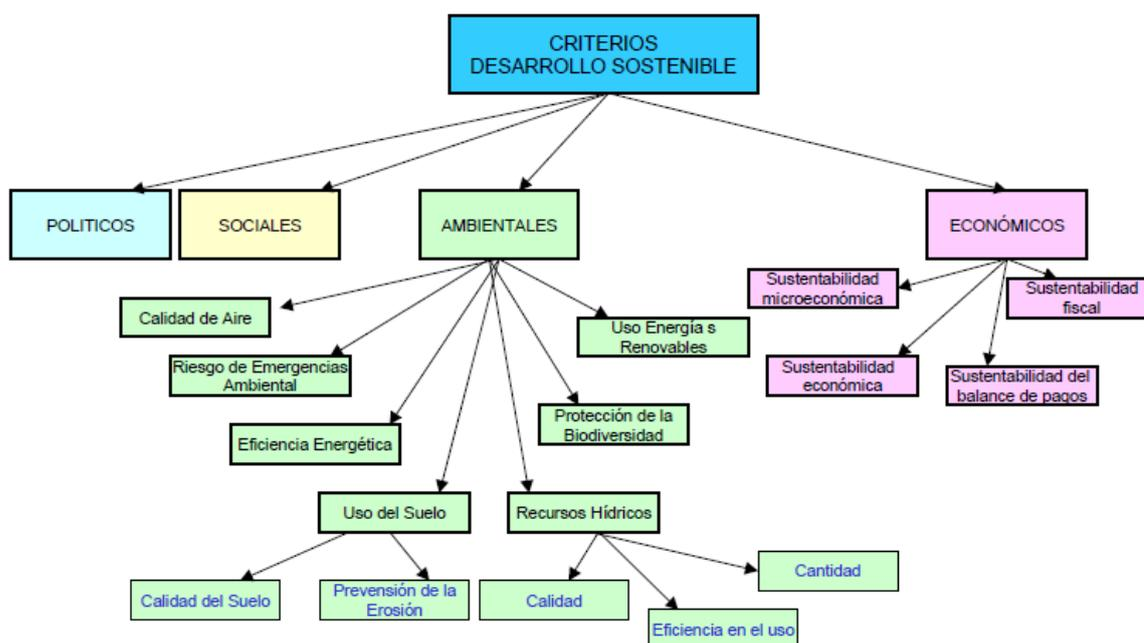 CRITERIOS
DESARROLLO SOSTENIBLE
POLITICOS
SOCIALES
AMBIENTALES
ECONÓMICOS
Sustentabilidad
microeconómica
Sustentabilidad
fiscal
Calidad de Aire
Uso Energía s
Renovables
Riesgo de Emergencias
Ambiental
Sustentabilidad
económica
Sustentabilidad del
balance de pagos
Eficiencia Energética
Protección de la
Biodiversidad
Uso del Suelo
Recursos Hídricos
Calidad del Suelo
Prevensión de la
Erosión
Calidad
Eficiencia en el uso
Cantidad